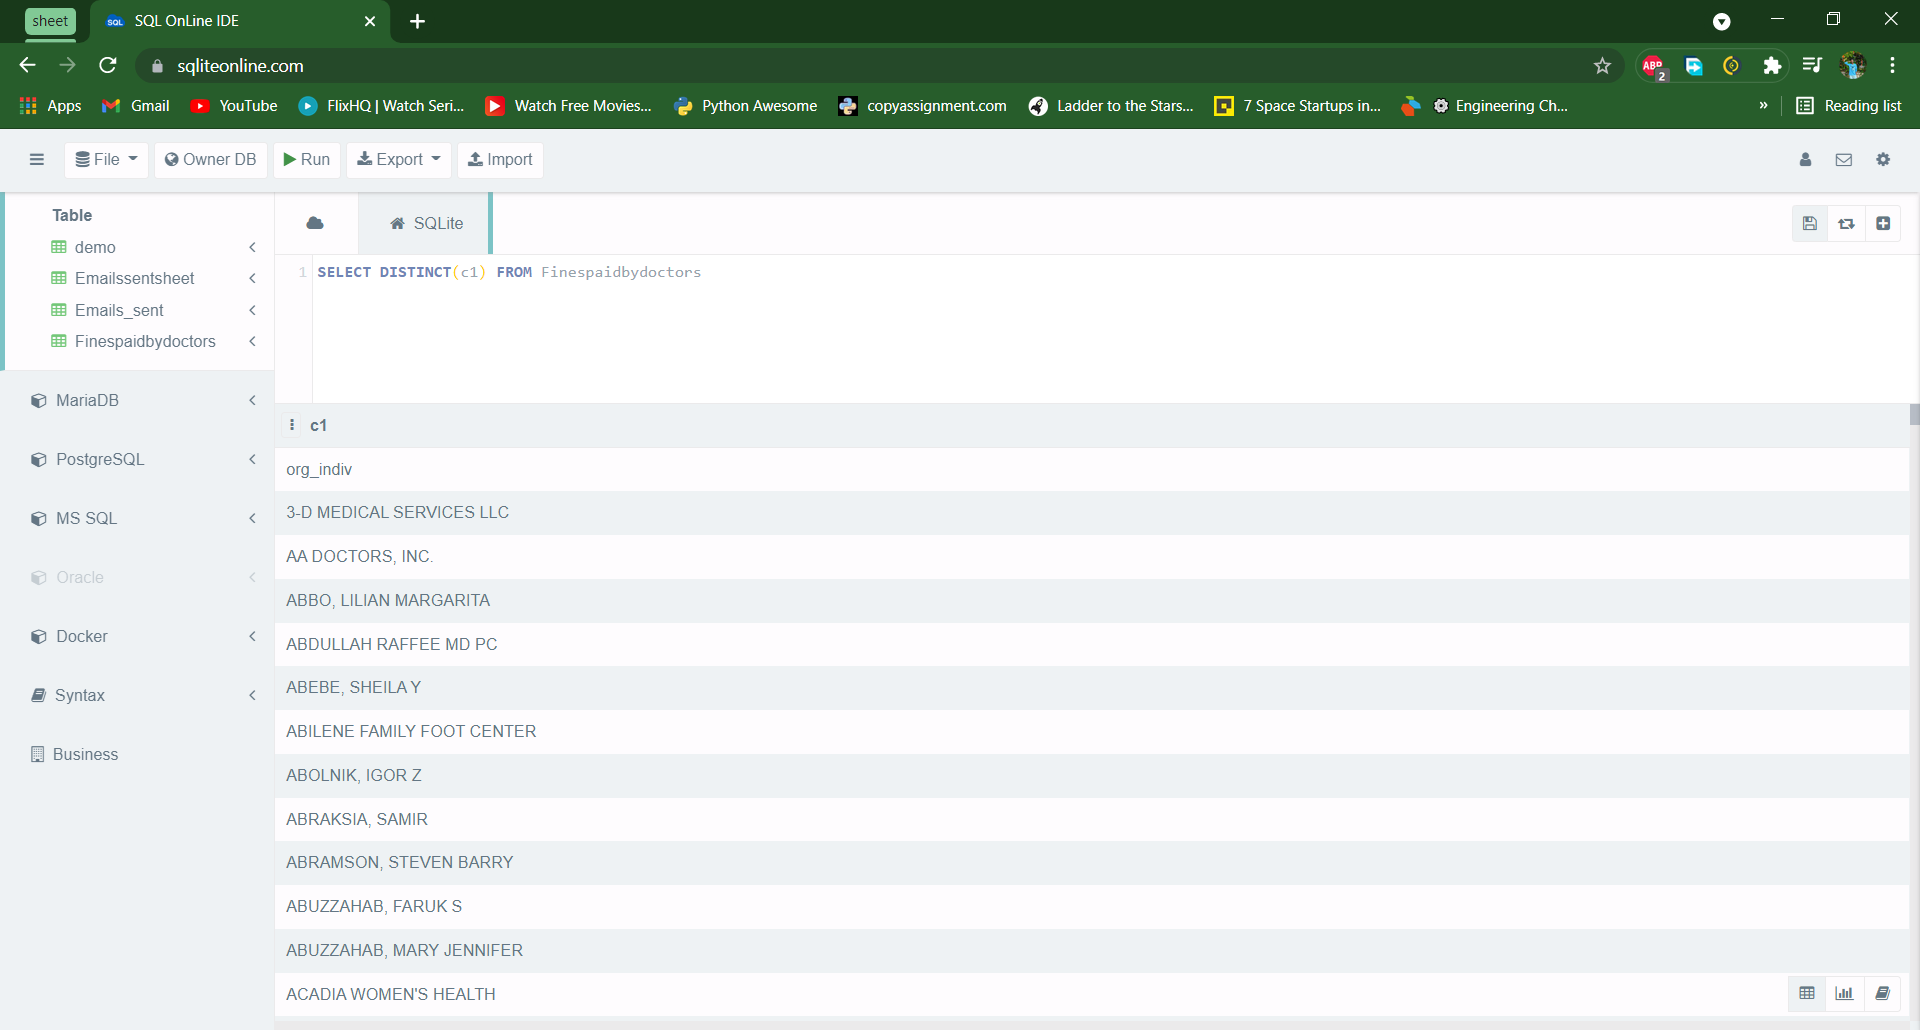 sheet
SQL OnLine IDE
sqliteonline.com
ABP 2
Apps Gmail YouTube FlixHQ | Watch Seri... Watch Free Movies... Python Awesome copyassignment.com Ladder to the Stars... 7 Space Startups in... Engineering Ch... » Reading list
File Owner DB Run Export Import
Table
demo
Emailssentsheet
Emails_sent
Finespaidbydoctors
MariaDB
PostgreSQL
MS SQL
Oracle
Docker
Syntax
Business
SQLite
1 SELECT DISTINCT(c1) FROM Finespaidbydoctors
c1
org_indiv
3-D MEDICAL SERVICES LLC
AA DOCTORS, INC.
ABBO, LILIAN MARGARITA
ABDULLAH RAFFEE MD PC
ABEBE, SHEILA Y
ABILENE FAMILY FOOT CENTER
ABOLNIK, IGOR Z
ABRAKSIA, SAMIR
ABRAMSON, STEVEN BARRY
ABUZZAHAB, FARUK S
ABUZZAHAB, MARY JENNIFER
ACADIA WOMEN'S HEALTH